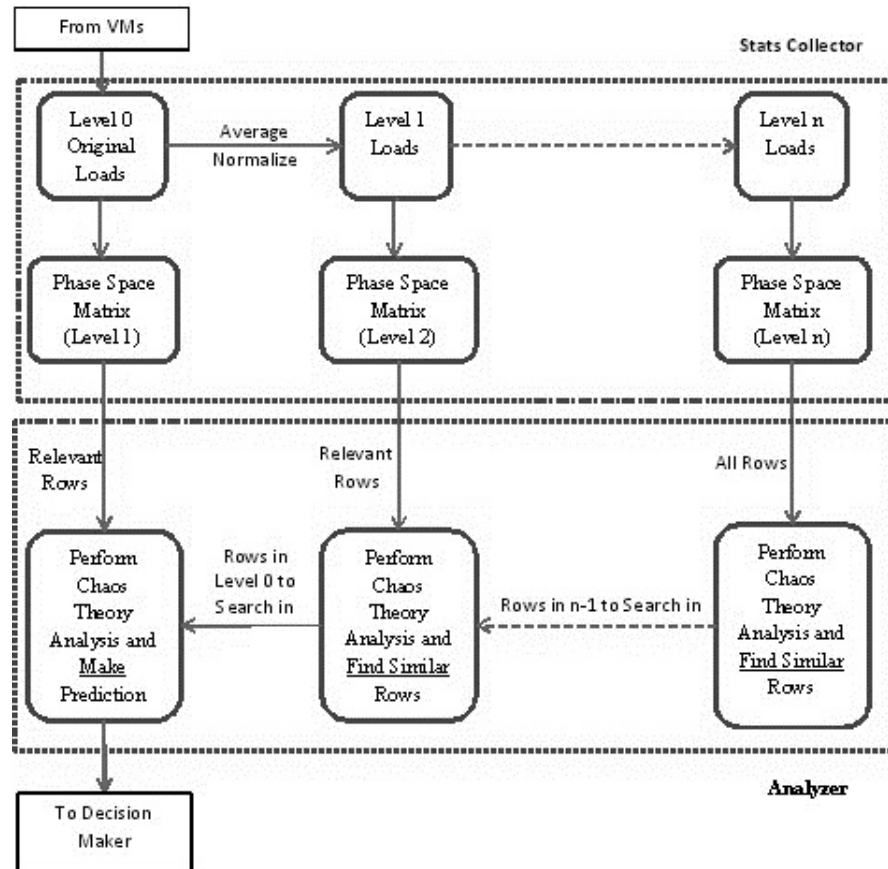 From VMs
Stats Collector
Level 0
Original
Loads
Average
Normalize
Level 1
Loads
Level n
Loads
Phase Space
Matrix
(Level 1)
Phase Space
Matrix
(Level 2)
Phase Space
Matrix
(Level n)
Relevant
Rows
Relevant
Rows
All Rows
Perform
Chaos
Theory
Analysis and
Make
Prediction
Rows in
Level 0 to
Search in
Perform
Chaos
Theory
Analysis and
Find Similar
Rows
Rows in n-1 to Search in
Perform
Chaos
Theory
Analysis and
Find Similar
Rows
Analyzer
To Decision
Maker